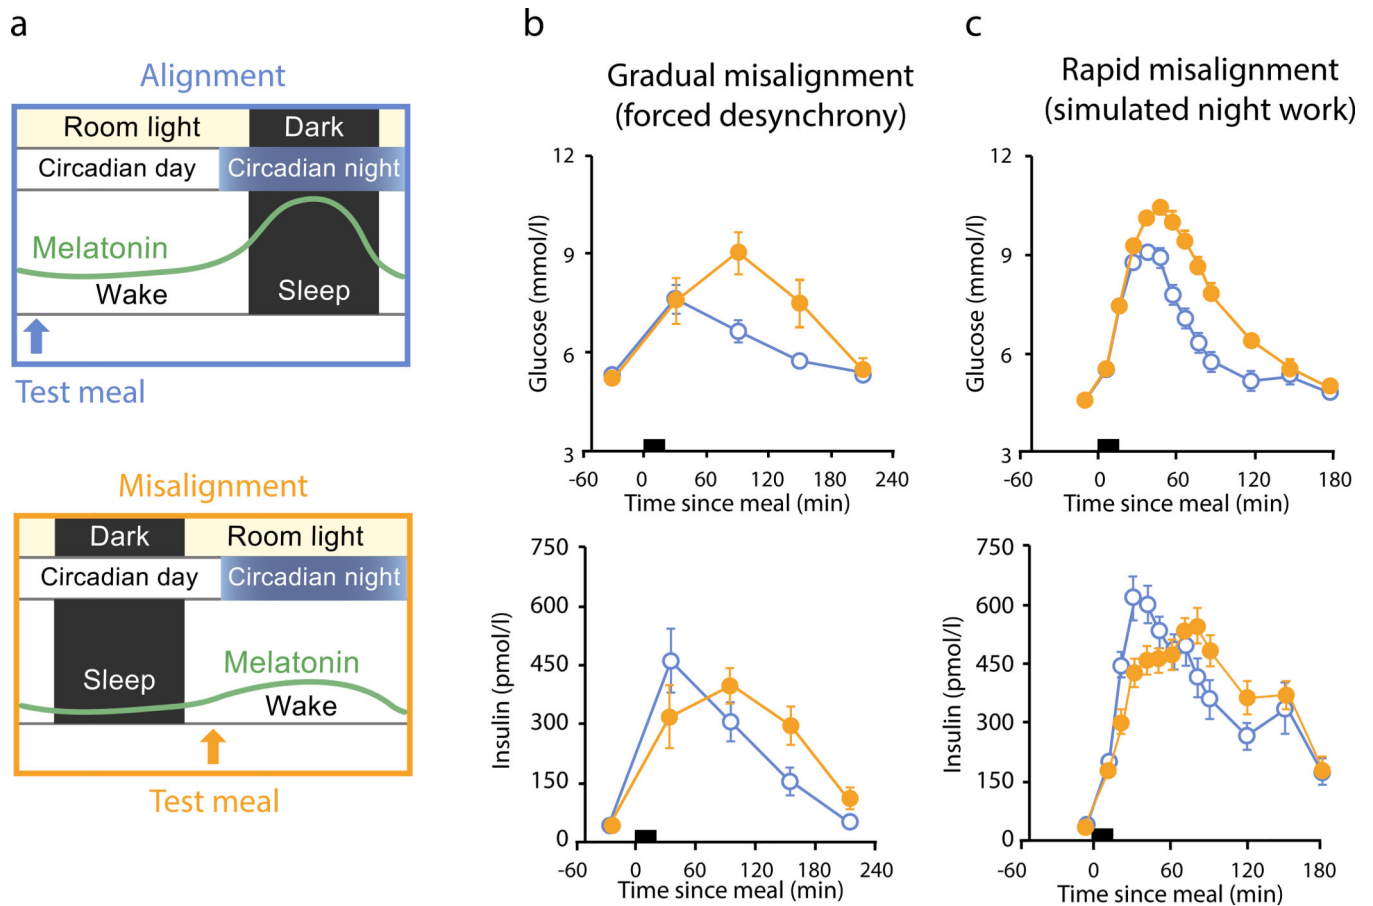 a
Alignment
Room light
Dark
Circadian day
Circadian night
Melatonin
Wake
Sleep
Test meal
Misalignment
Dark
Room light
Circadian day
Circadian night
Sleep
Melatonin
Wake
Test meal
b
Gradual misalignment
(forced desynchrony)
12
9
6
3
Glucose (mmol/l)
-60 0 60 120 180 240
Time since meal (min)
750
600
450
300
150
0
Insulin (pmol/l)
-60 0 60 120 180 240
Time since meal (min)
c
Rapid misalignment
(simulated night work)
12
9
6
3
Glucose (mmol/l)
-60 0 60 120 180
Time since meal (min)
750
600
450
300
150
0
Insulin (pmol/l)
-60 0 60 120 180
Time since meal (min)